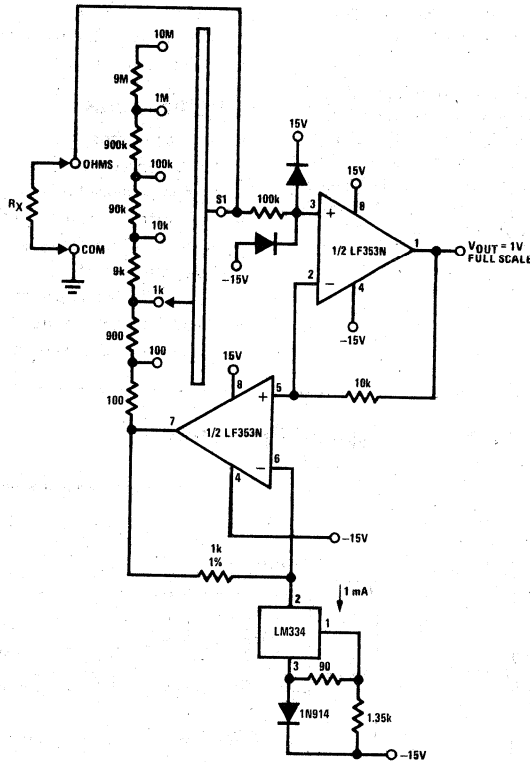 10M
9M
1M
900k
15V
100k
OHMS
S1
100k
15V
8
3
+
RX
90k
10k
1/2 LF353N
1
VOUT = 1V
FULL SCALE
COM
9k
-15V
2
−
4
1k
-15V
900
100
15V
8
5
+
10k
100
7
1/2 LF353N
6
−
4
-15V
1k
1%
2
1 mA
LM334
1
3
90
1N914
1.35k
-15V